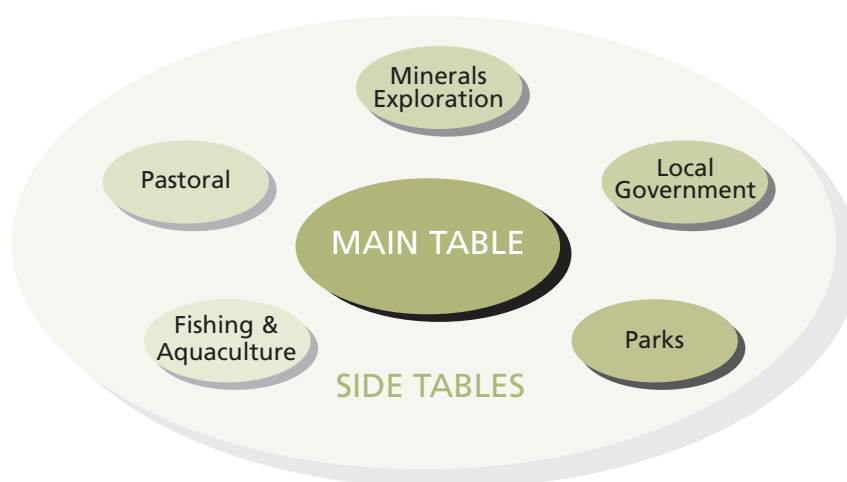 Minerals
Exploration
Pastoral
Local
Government
MAIN TABLE
Fishing &
Aquaculture
Parks
SIDE TABLES